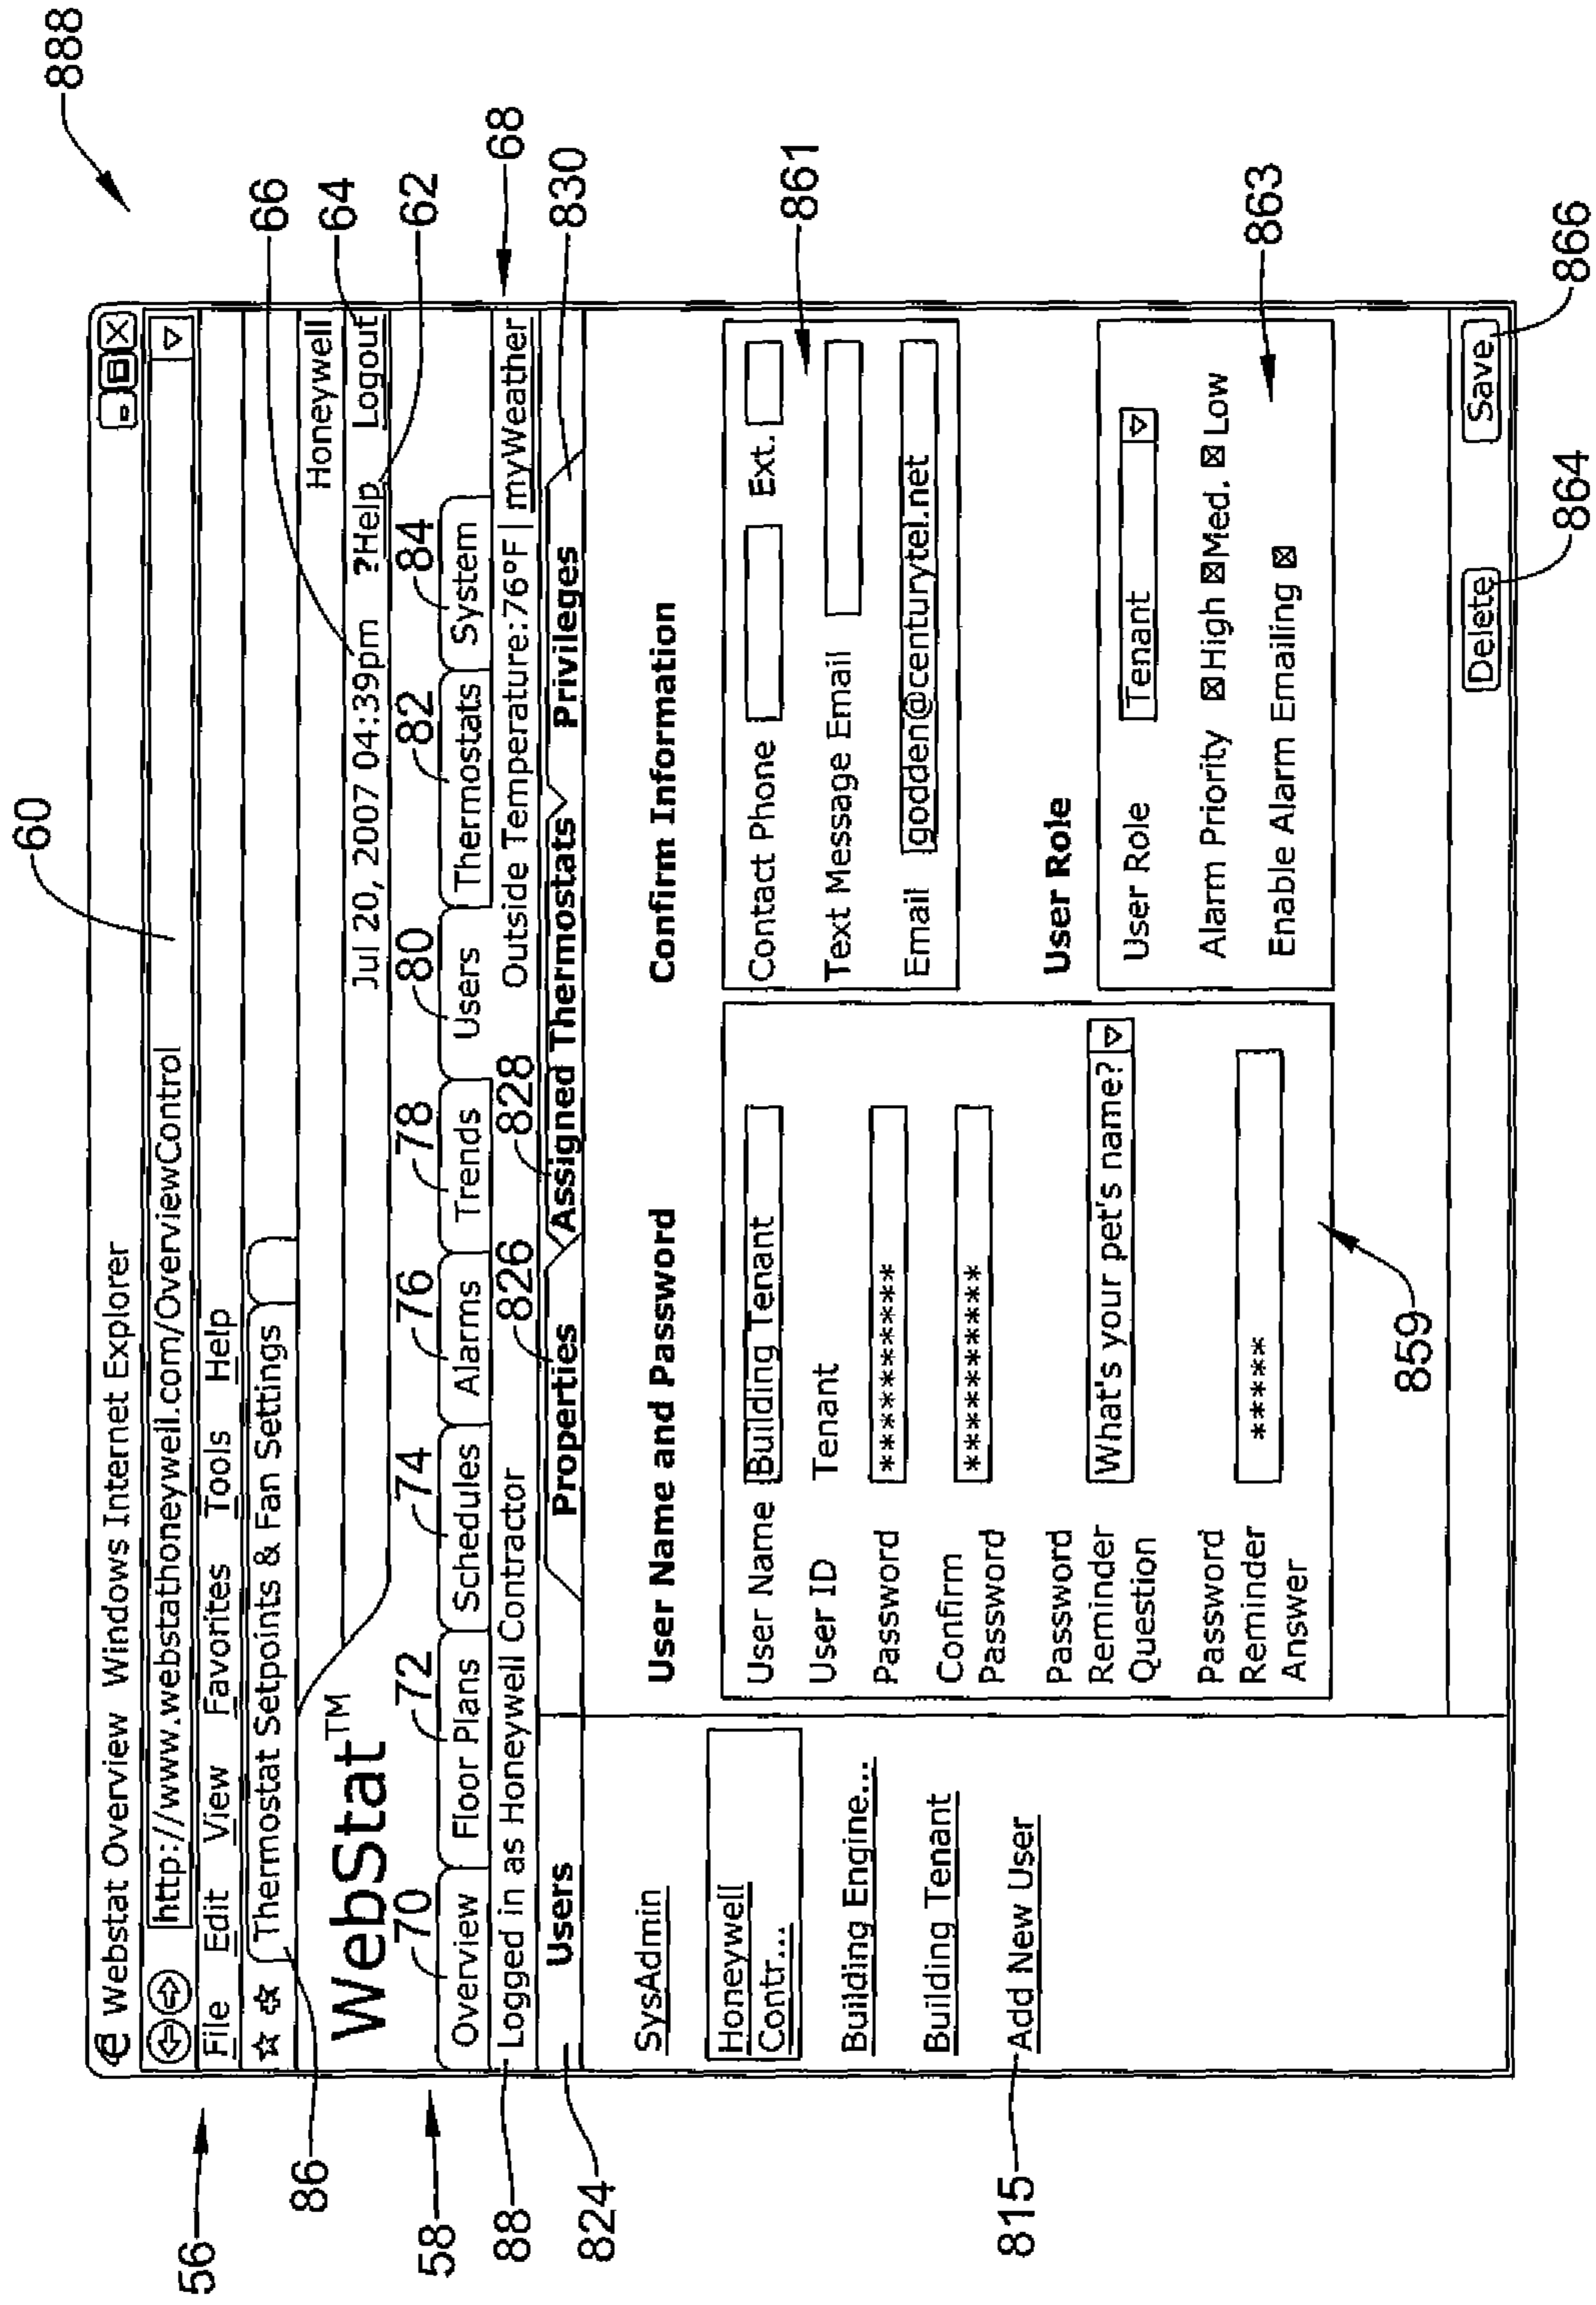 888
60
Webstat Overview Windows Internet Explorer
http://www.webstathoneywell.com/OverviewControl
56
File Edit View Favorites Tools Help
Thermostat Setpoints & Fan Settings
66
86
Honeywell
64
WebStat™
Jul 20, 2007 04:39pm ?Help Logout
62
58
70 72 74 76 78 80 82 84
Overview Floor Plans Schedules Alarms Trends Users Thermostats System
88
Logged in as Honeywell Contractor
Outside Temperature:76°F | myWeather
68
826 828
824
Users Properties Assigned Thermostats Privileges
830
SysAdmin
Honeywell
Contr...
Building Engine...
Building Tenant
815
Add New User
User Name and Password
User Name Building Tenant
User ID Tenant
Password ************
Confirm
Password ************
Password
Reminder
Question
What's your pet's name?
Password
Reminder
Answer
******
859
Confirm Information
Contact Phone Ext.
861
Text Message Email
Email godden@centurytel.net
User Role
User Role Tenant
Alarm Priority ☒High ☒Med. ☒Low
863
Enable Alarm Emailing ☒
Delete Save
864 866